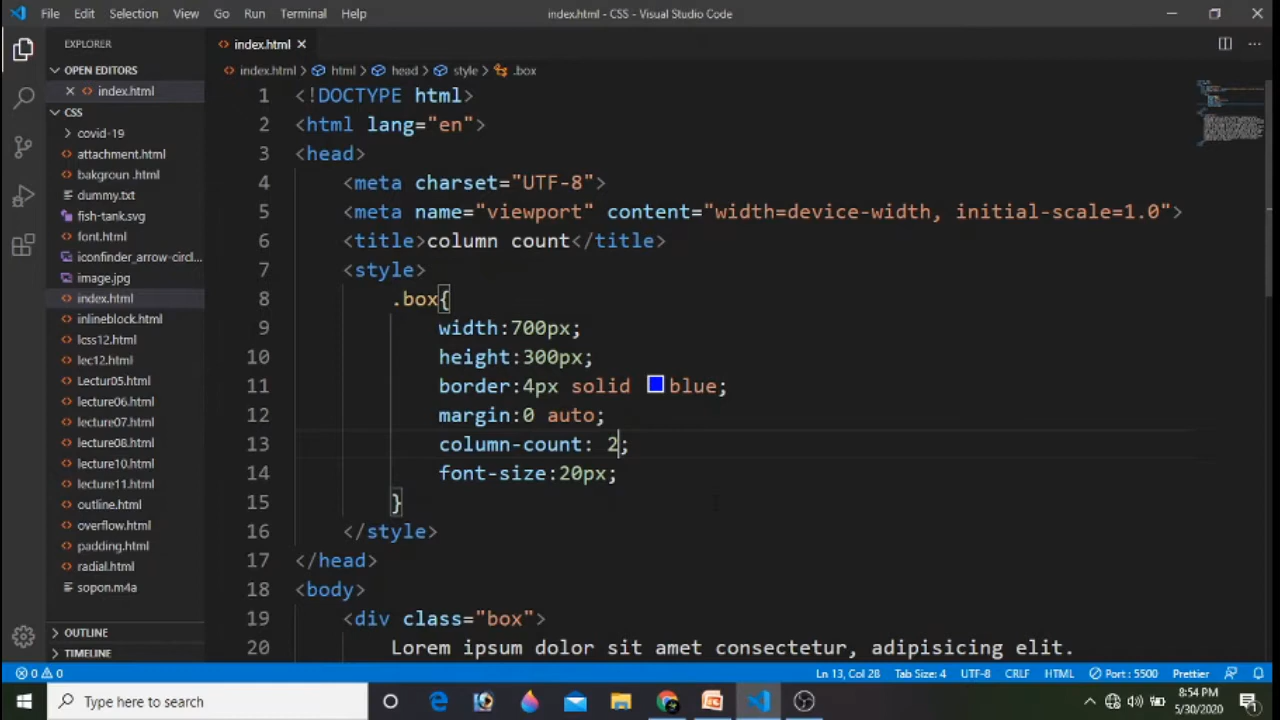 File Edit Selection View Go Run Terminal Help index.html - CSS - Visual Studio Code
EXPLORER
OPEN EDITORS
index.html
CSS
covid-19
attachment.html
bakgroun .html
dummy.txt
fish-tank.svg
font.html
iconfinder_arrow-circl...
image.jpg
index.html
inlineblock.html
lcss12.html
lec12.html
Lectur05.html
lecture06.html
lecture07.html
lecture08.html
lecture10.html
lecture11.html
outline.html
overflow.html
padding.html
radial.html
sopon.m4a
OUTLINE
TIMELINE
index.html
index.html > html > head > style > .box
1 <!DOCTYPE html>
2 <html lang="en">
3 <head>
4 <meta charset="UTF-8">
5 <meta name="viewport" content="width=device-width, initial-scale=1.0">
6 <title>column count</title>
7 <style>
8 .box{
9 width:700px;
10 height:300px;
11 border:4px solid blue;
12 margin:0 auto;
13 column-count: 2;
14 font-size:20px;
15 }
16 </style>
17 </head>
18 <body>
19 <div class="box">
20 Lorem ipsum dolor sit amet consectetur, adipisicing elit.
0 0 Ln 13, Col 28 Tab Size: 4 UTF-8 CRLF HTML Port : 5500 Prettier
Type here to search
8:54 PM
5/30/2020
1